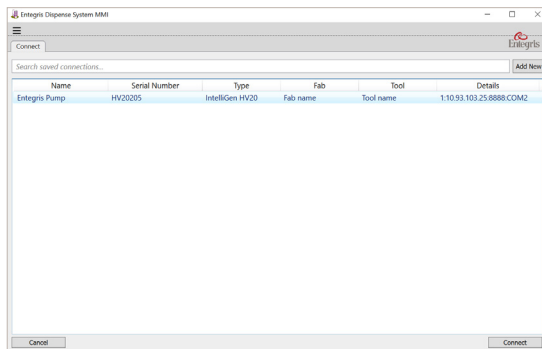 Entegris Dispense System MMI
Connect
Entegris
Search saved connections...
Add New
Name Serial Number Type Fab Tool Details
Entegris Pump HV20205 IntelliGen HV20 Fab name Tool name 1:10.93.103.25:8888:COM2
Cancel Connect